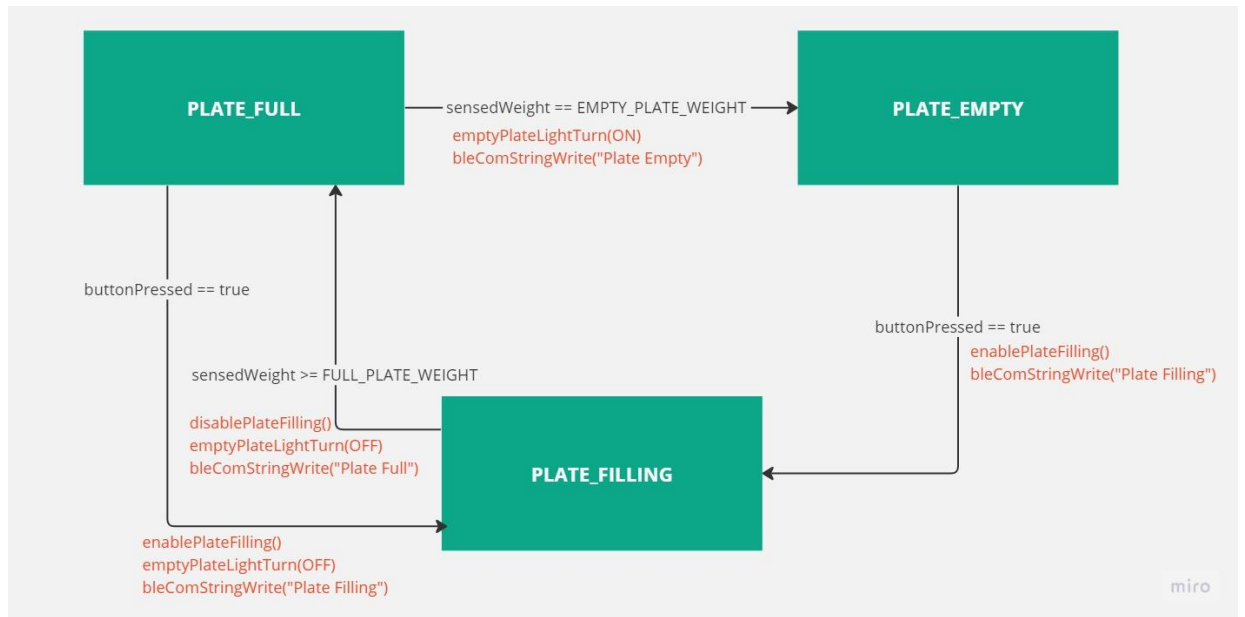 PLATE_FULL
sensedWeight == EMPTY_PLATE_WEIGHT
emptyPlateLightTurn(ON)
bleComStringWrite("Plate Empty")
PLATE_EMPTY
buttonPressed == true
buttonPressed == true
enablePlateFilling()
bleComStringWrite("Plate Filling")
sensedWeight >= FULL_PLATE_WEIGHT
disablePlateFilling()
emptyPlateLightTurn(OFF)
bleComStringWrite("Plate Full")
PLATE_FILLING
enablePlateFilling()
emptyPlateLightTurn(OFF)
bleComStringWrite("Plate Filling")
miro